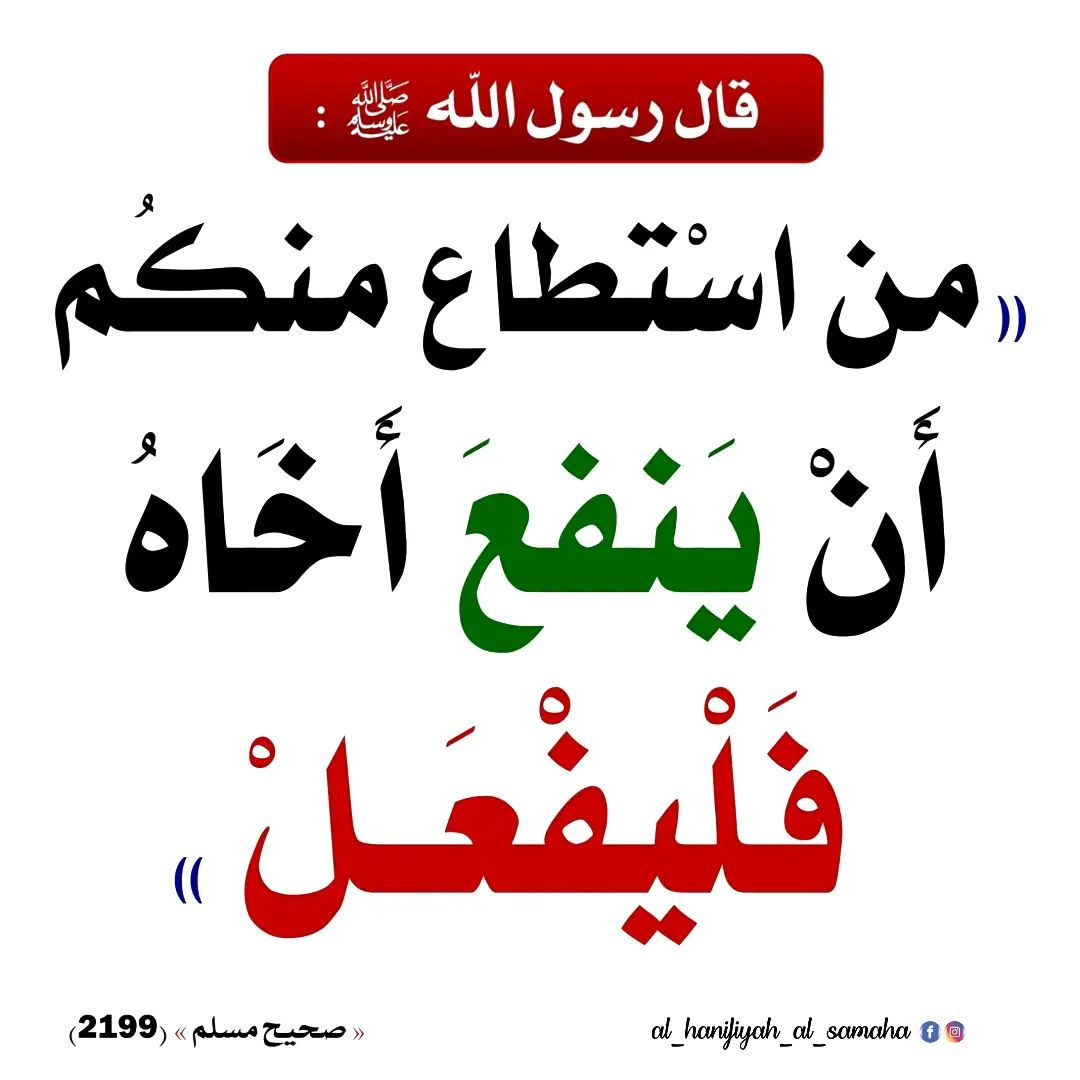 قال رسول الله ﷺ :
(( من اسْتطاع منكُم
أَنْ يَنفعَ أَخَاهُ
فَلْيفْعَلْ ))
« صحيح مسلم » (2199)
al_hanifiyah_al_samaha